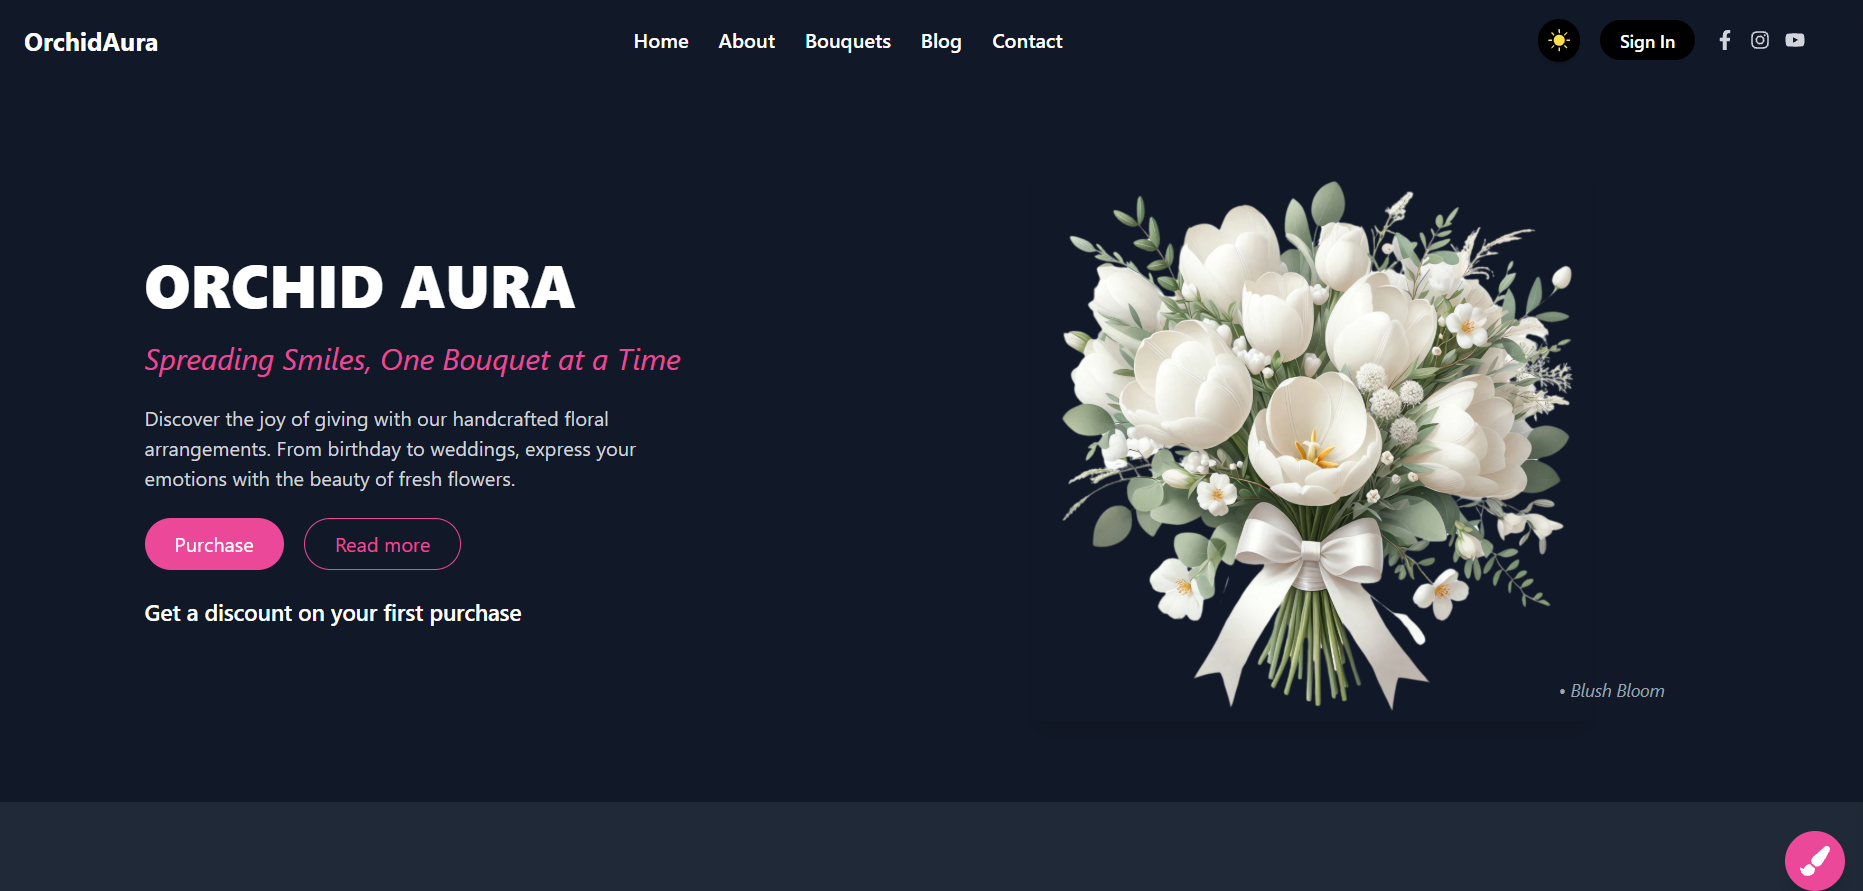 OrchidAura
Home About Bouquets Blog Contact
Sign In
ORCHID AURA
Spreading Smiles, One Bouquet at a Time
Discover the joy of giving with our handcrafted floral
arrangements. From birthday to weddings, express your
emotions with the beauty of fresh flowers.
Purchase Read more
Get a discount on your first purchase
• Blush Bloom